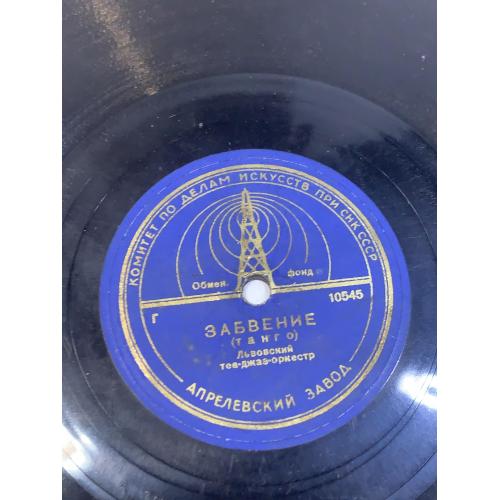 КОМИТЕТ ПО ДЕЛАМ ИСКУССТВ ПРИ СНК СССР
Обмен. фонд
Г 10545
ЗАБВЕНИЕ
(танго)
Львовский
теа-джаз-оркестр
АПРЕЛЕВСКИЙ ЗАВОД